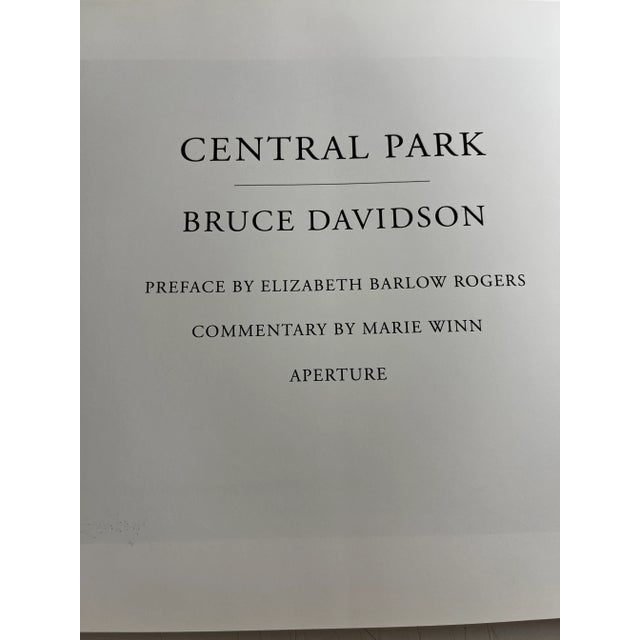 CENTRAL PARK
BRUCE DAVIDSON
PREFACE BY ELIZABETH BARLOW ROGERS
COMMENTARY BY MARIE WINN
APERTURE